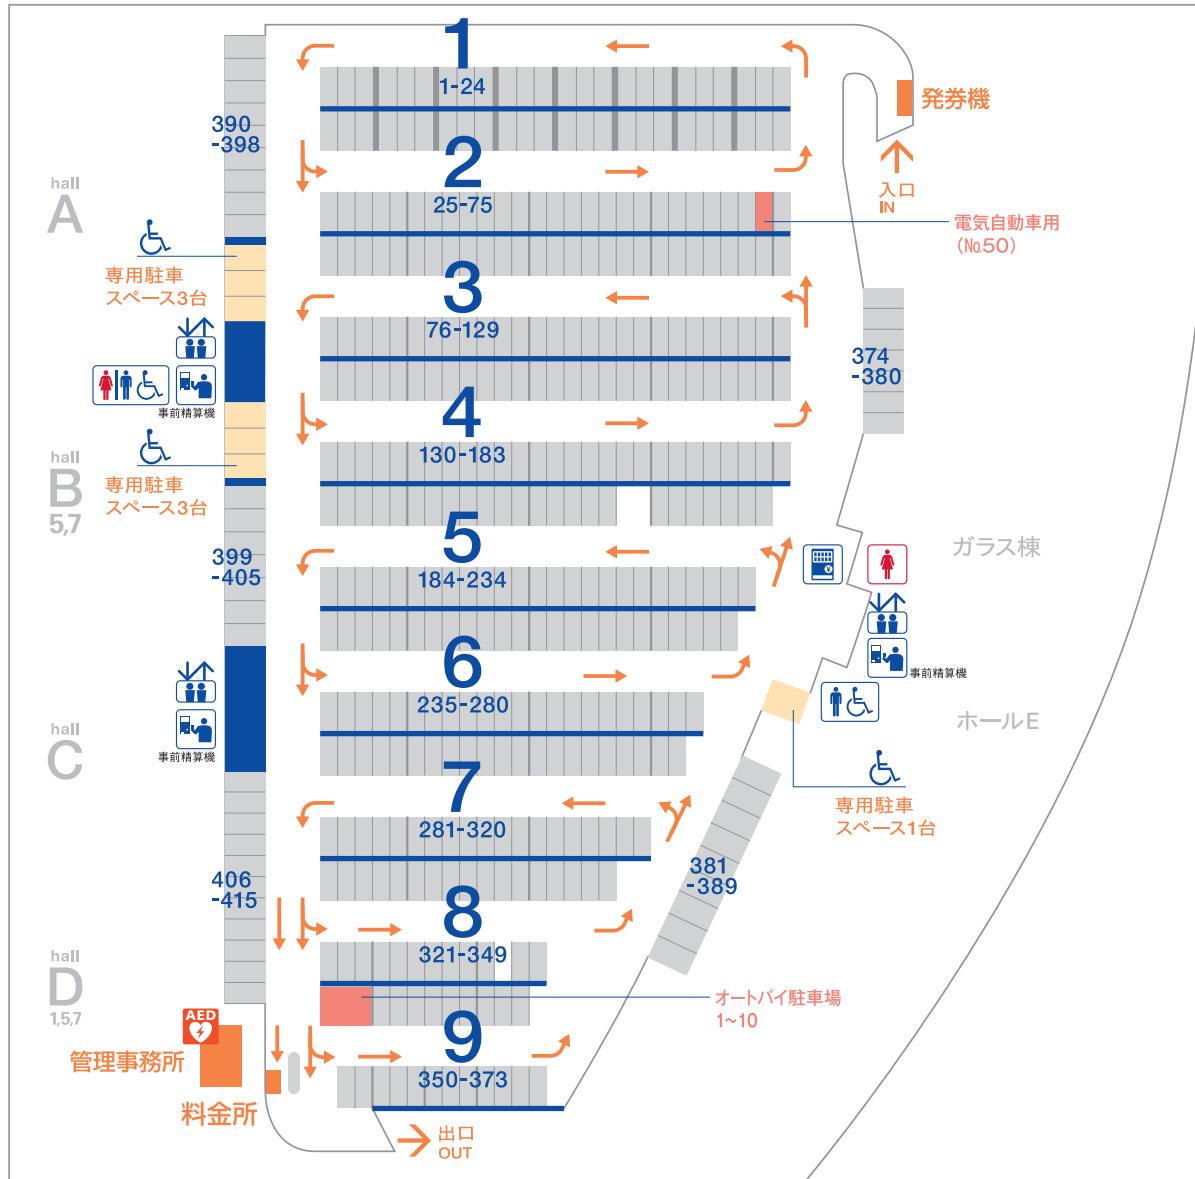 1
1-24
390
-398
発券機
2
25-75
入口
IN
hall
A
電気自動車用
(No.50)
専用駐車
スペース3台
3
76-129
374
-380
事前精算機
4
130-183
hall
B
5,7
専用駐車
スペース3台
5
184-234
399
-405
ガラス棟
¥
6
235-280
事前精算機
ホールE
hall
C
事前精算機
7
281-320
専用駐車
スペース1台
381
-389
406
-415
8
321-349
hall
D
1,5,7
オートバイ駐車場
1~10
AED
9
350-373
管理事務所
料金所
出口
OUT